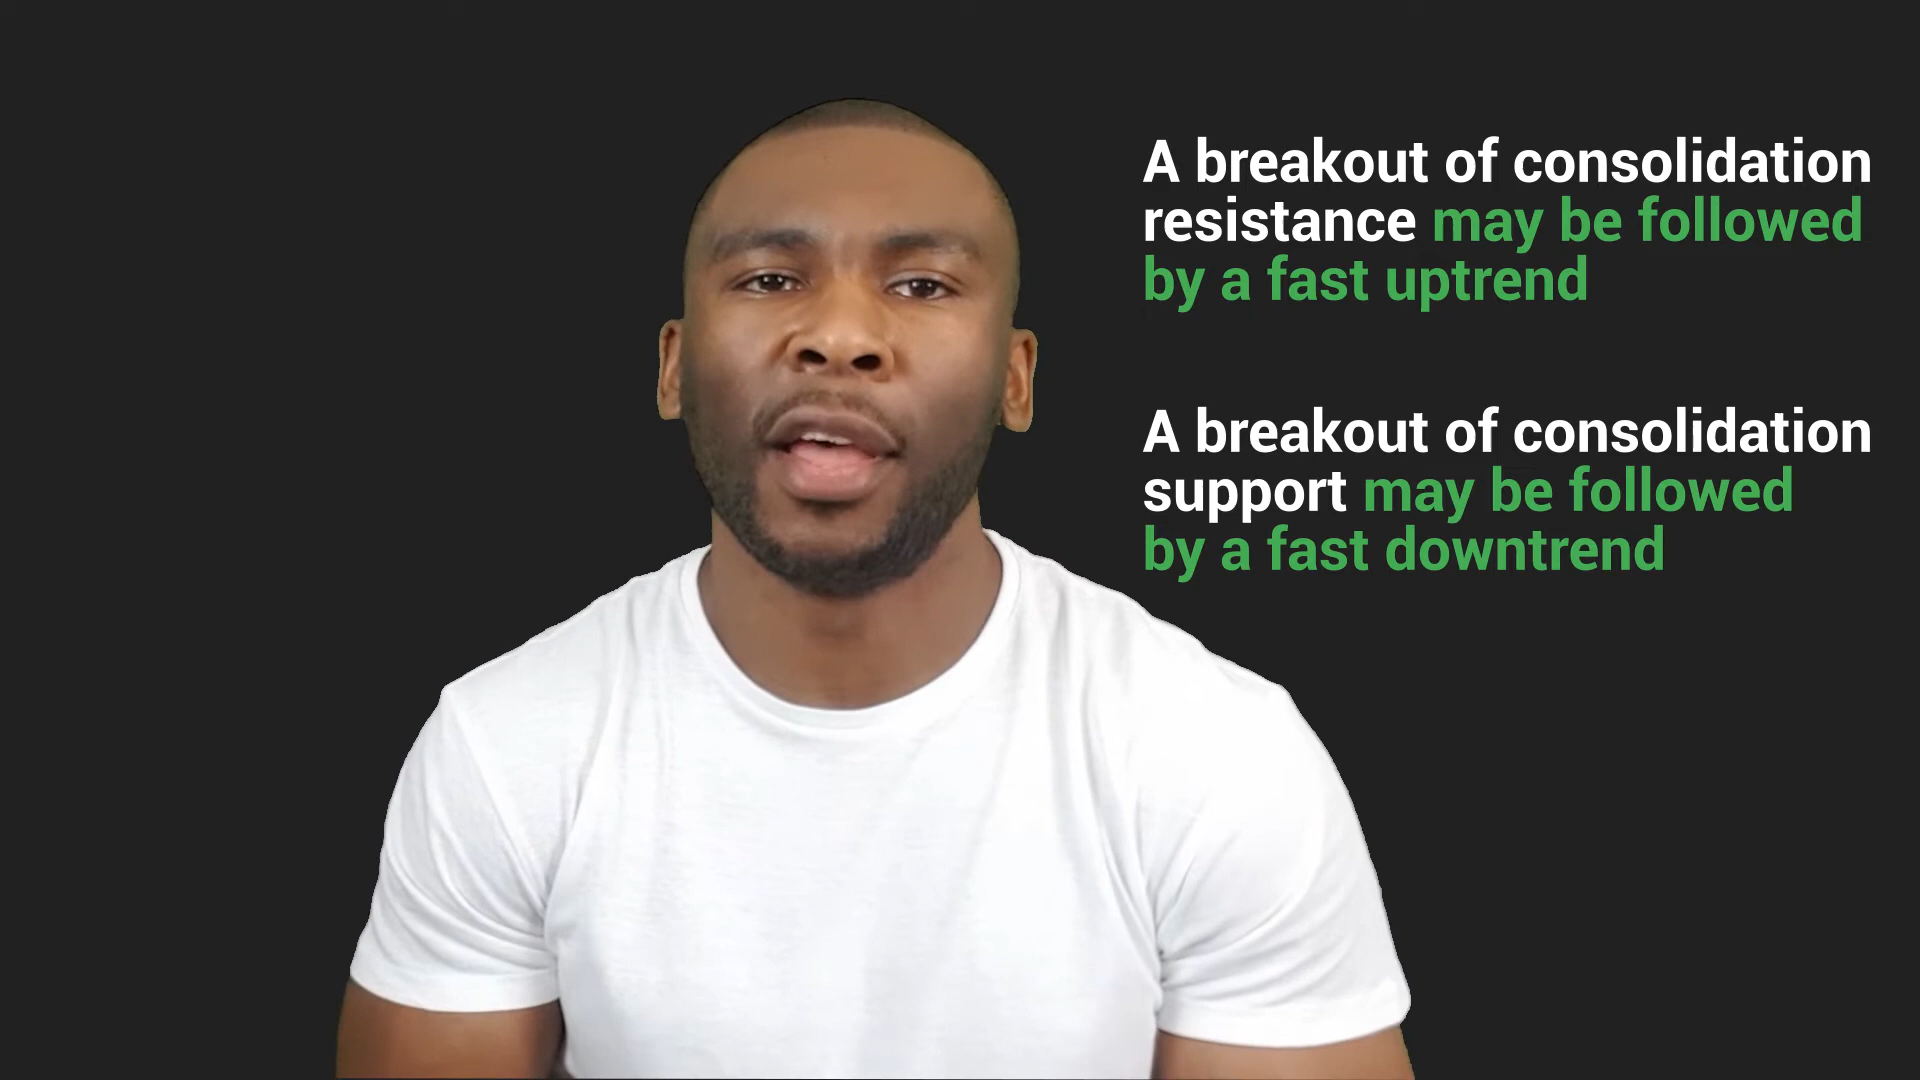 A breakout of consolidation
resistance may be followed
by a fast uptrend
A breakout of consolidation
support may be followed
by a fast downtrend